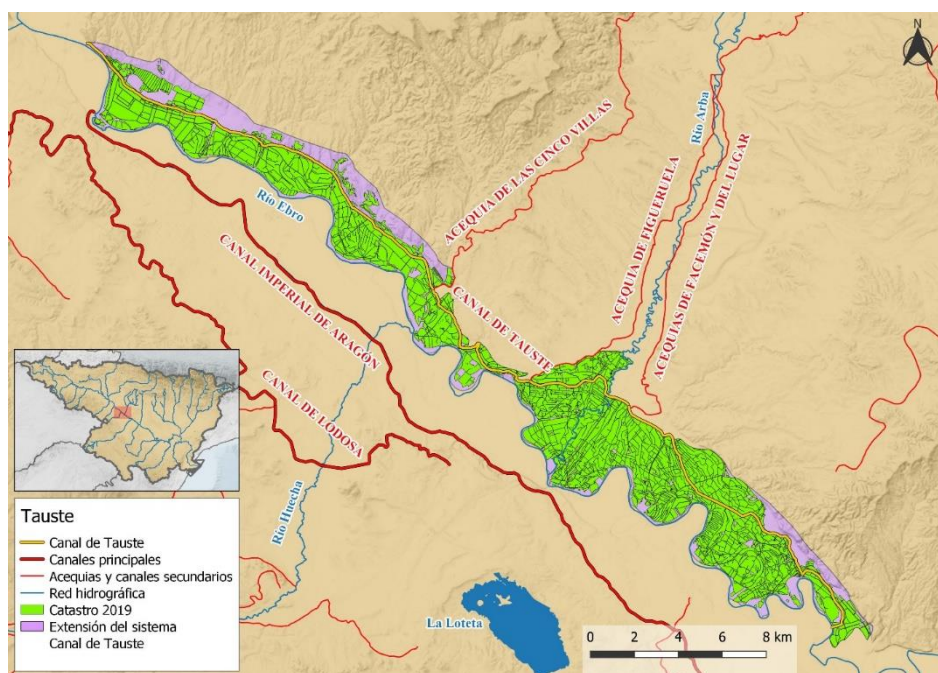 N
Río Arba
ACEQUIA DE LAS CINCO VILLAS
ACEQUIA DE FIGUERUELA
ACEQUIAS DE FACEMÓN Y DEL LUGAR
Río Ebro
CANAL IMPERIAL DE ARAGÓN
CANAL DE TAUSTE
CANAL DE LODOSA
Río Huecha
La Loteta
Tauste
Canal de Tauste
Canales principales
Acequias y canales secundarios
Red hidrográfica
Catastro 2019
Extensión del sistema
Canal de Tauste
0 2 4 6 8 km